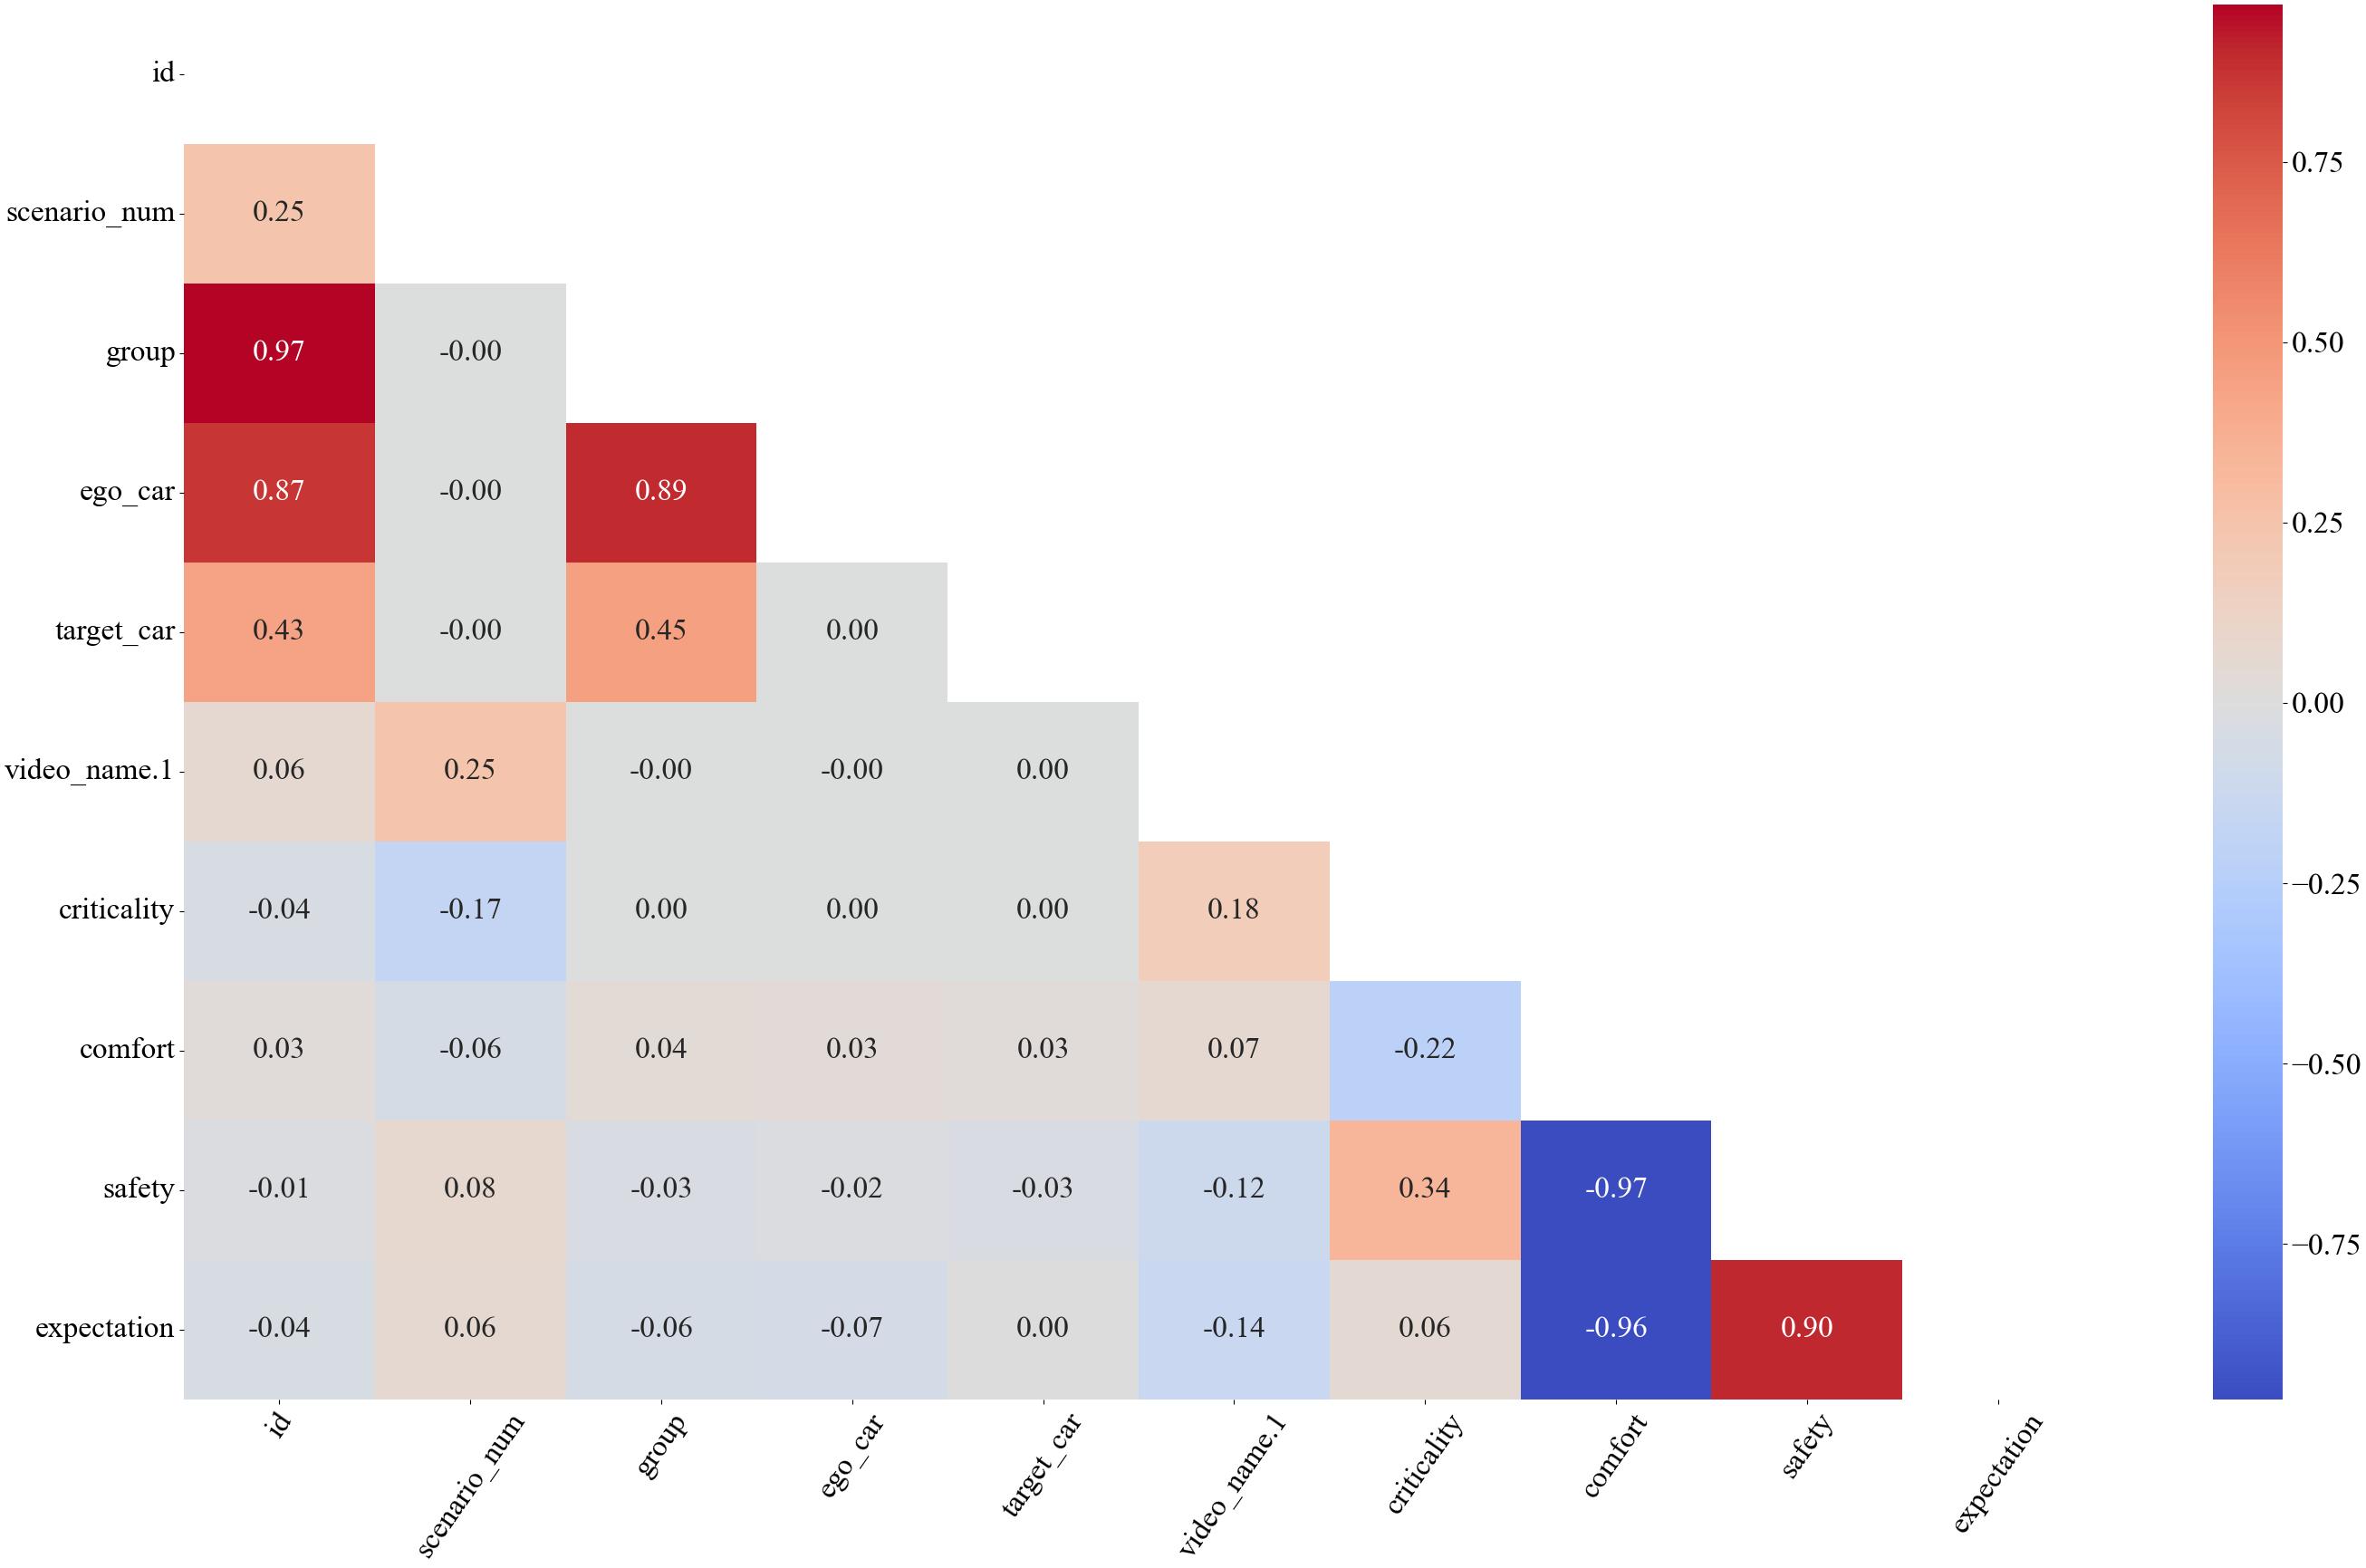 id
scenario_num 0.25
group 0.97 -0.00
ego_car 0.87 -0.00 0.89
target_car 0.43 -0.00 0.45 0.00
video_name.1 0.06 0.25 -0.00 -0.00 0.00
criticality -0.04 -0.17 0.00 0.00 0.00 0.18
comfort 0.03 -0.06 0.04 0.03 0.03 0.07 -0.22
safety -0.01 0.08 -0.03 -0.02 -0.03 -0.12 0.34 -0.97
expectation -0.04 0.06 -0.06 -0.07 0.00 -0.14 0.06 -0.96 0.90
id scenario_num group ego_car target_car video_name.1 criticality comfort safety expectation
0.75
0.50
0.25
0.00
−0.25
−0.50
−0.75